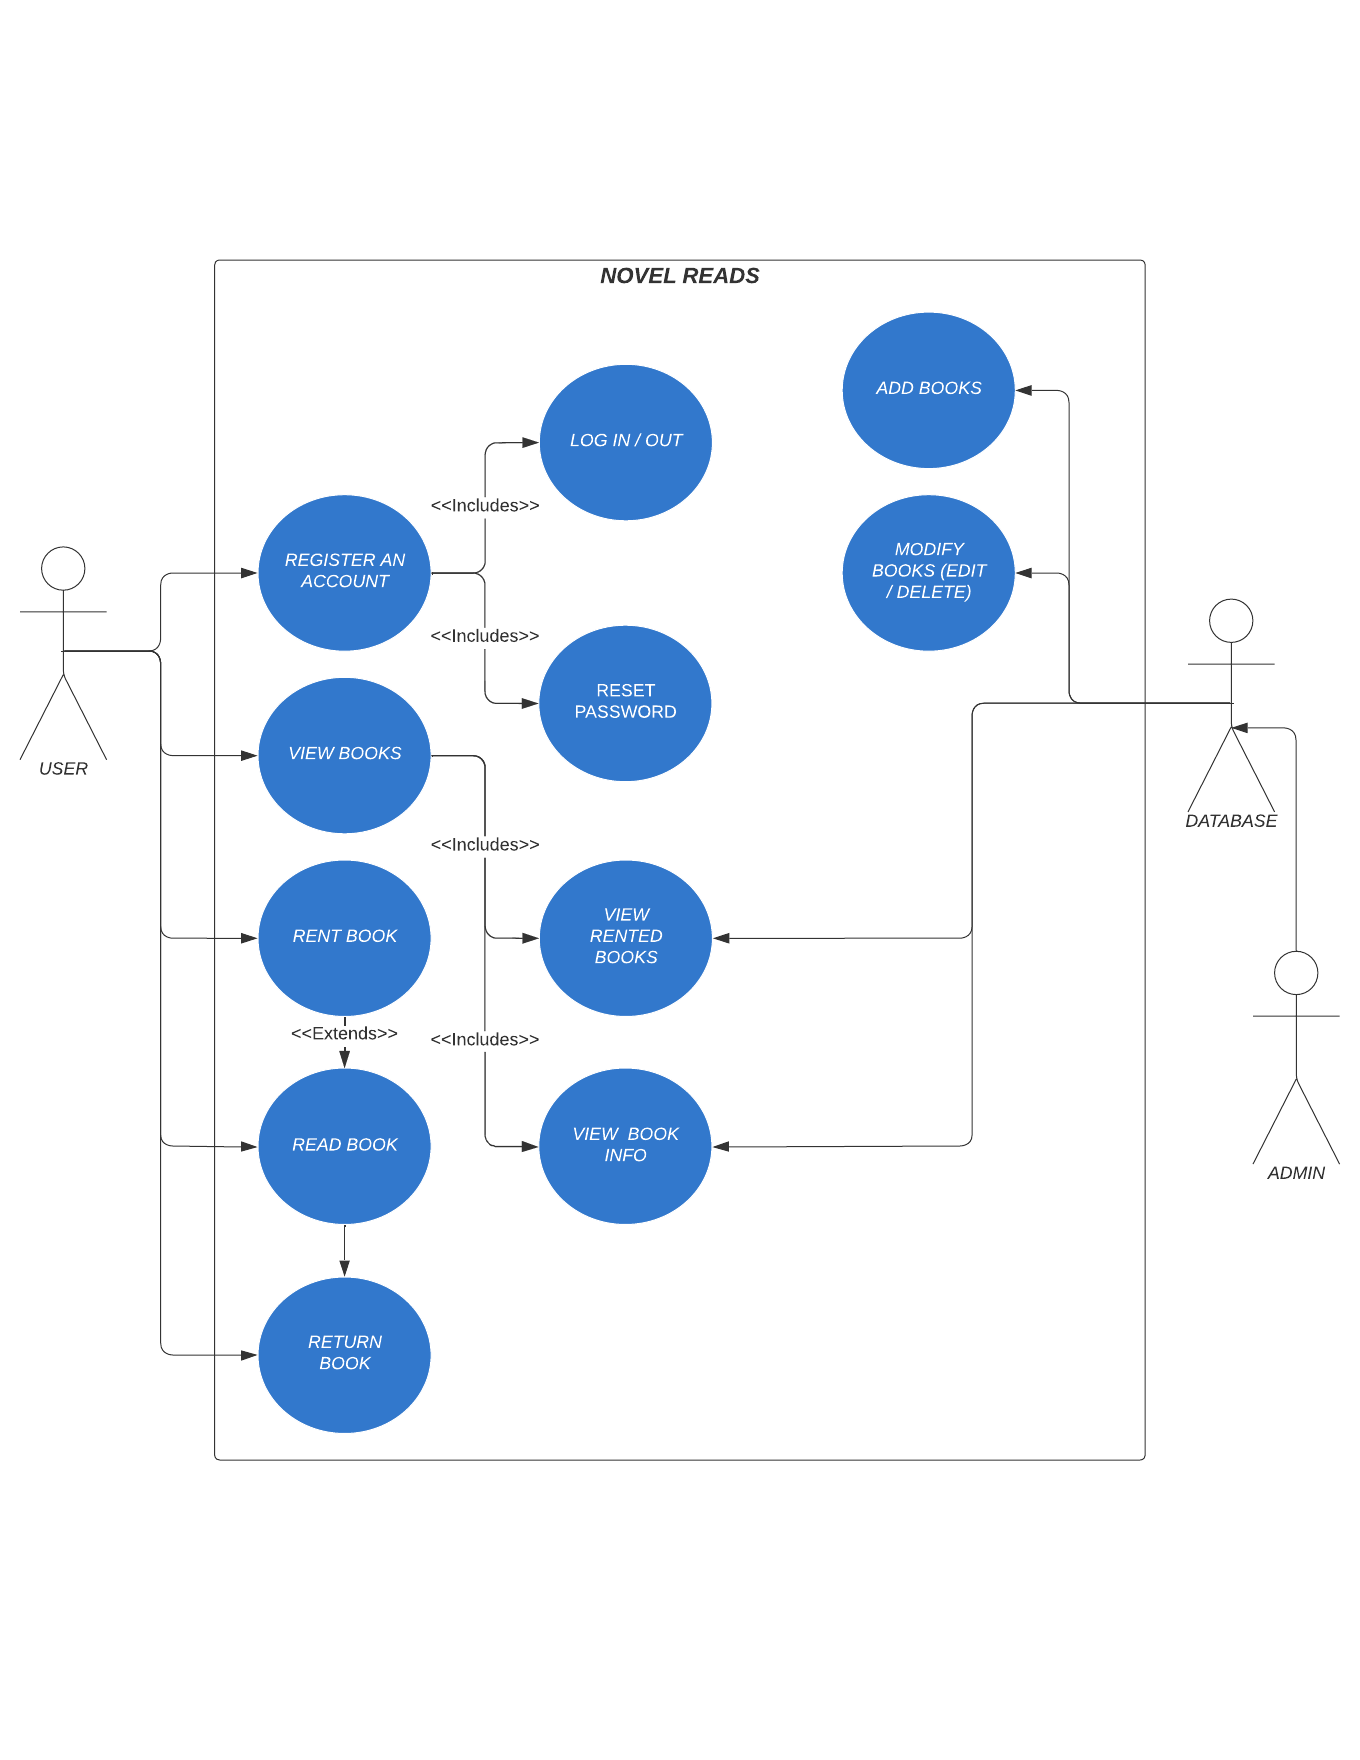 NOVEL READS
ADD BOOKS
LOG IN / OUT
<<Includes>>
MODIFY
BOOKS (EDIT
/ DELETE)
REGISTER AN
ACCOUNT
<<Includes>>
RESET
PASSWORD
VIEW BOOKS
USER
DATABASE
<<Includes>>
VIEW
RENTED
BOOKS
RENT BOOK
<<Extends>>
<<Includes>>
READ BOOK
VIEW  BOOK
INFO
ADMIN
RETURN
BOOK